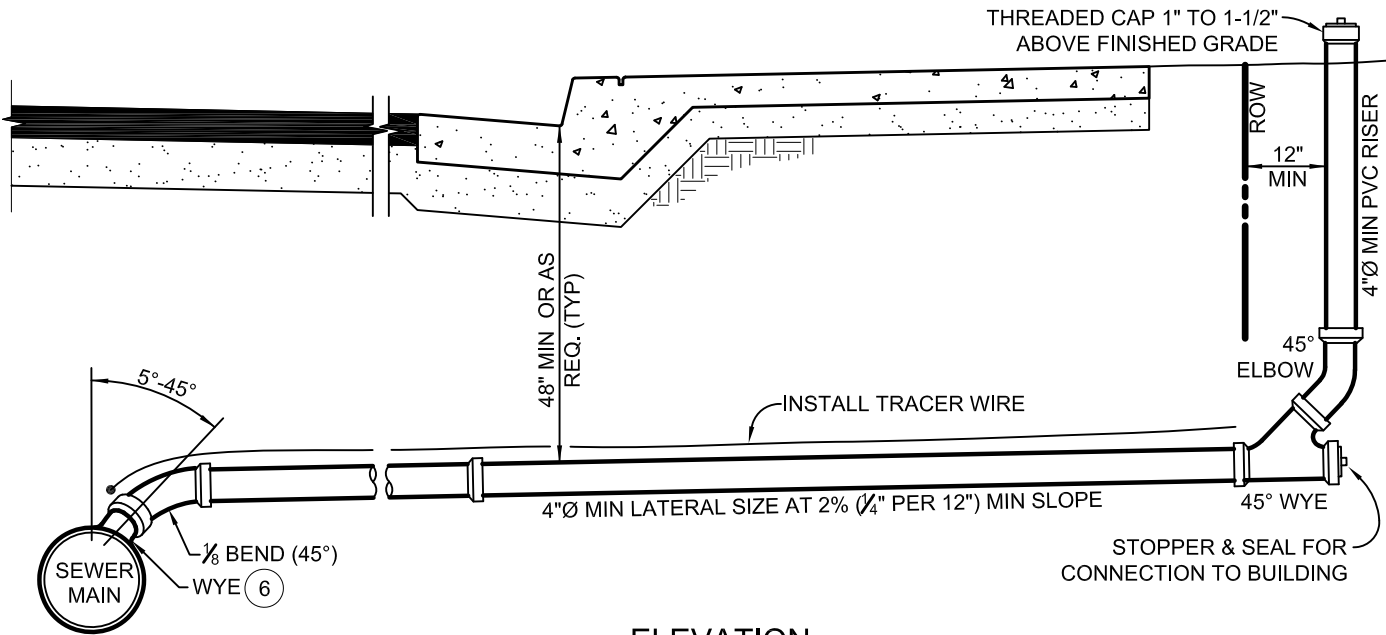 THREADED CAP 1" TO 1-1/2"
ABOVE FINISHED GRADE
ROW
12"
MIN
4"Ø MIN PVC RISER
48" MIN OR AS
REQ. (TYP)
45°
ELBOW
5°-45°
INSTALL TRACER WIRE
4"Ø MIN LATERAL SIZE AT 2% (1/4" PER 12") MIN SLOPE
45° WYE
1/8 BEND (45°)
WYE 6
SEWER
MAIN
STOPPER & SEAL FOR
CONNECTION TO BUILDING
ELEVATION